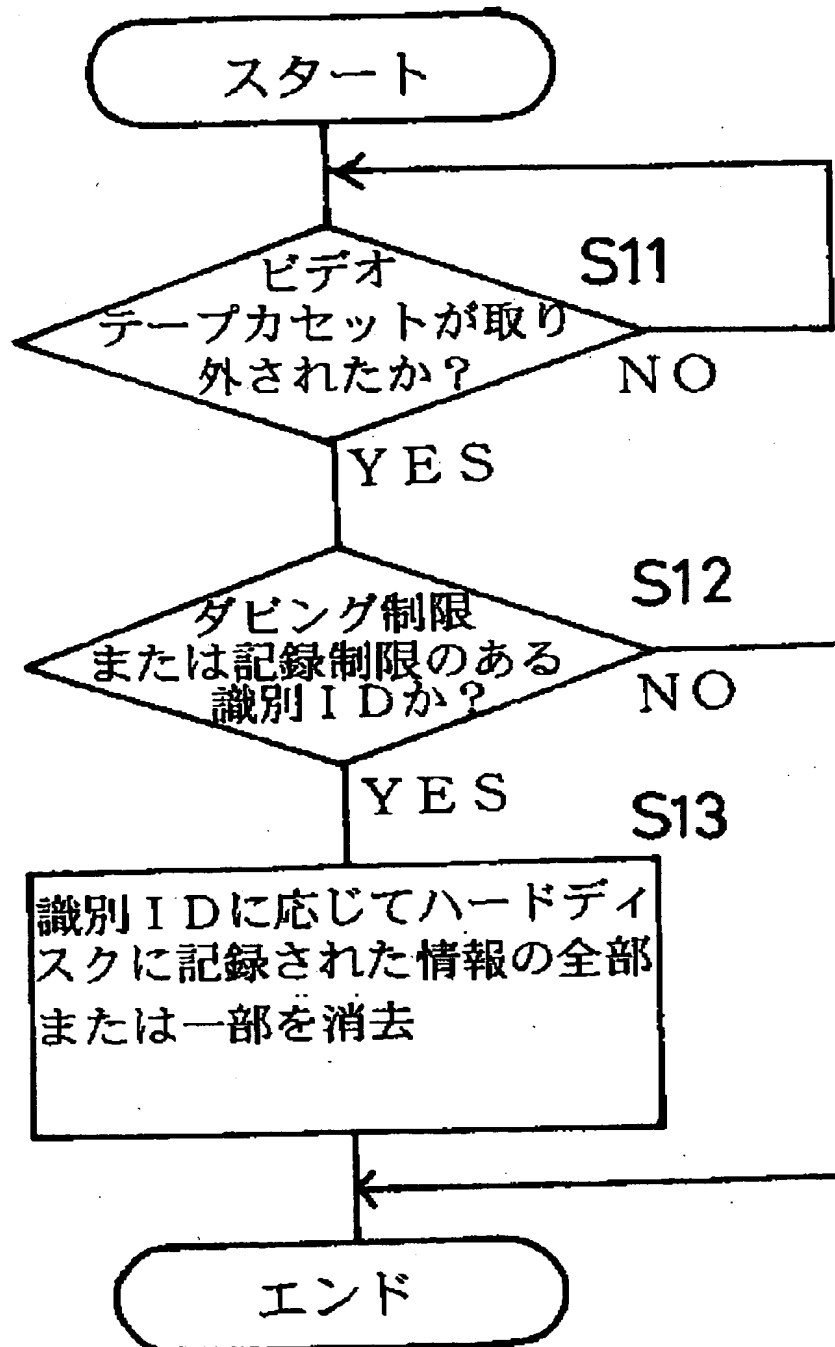 スタート
S11
ビデオ
テープカセットが取り
外されたか？
NO
YES
S12
ダビング制限
または記録制限のある
識別IDか？
NO
YES
S13
識別IDに応じてハードディ
スクに記録された情報の全部
または一部を消去
エンド